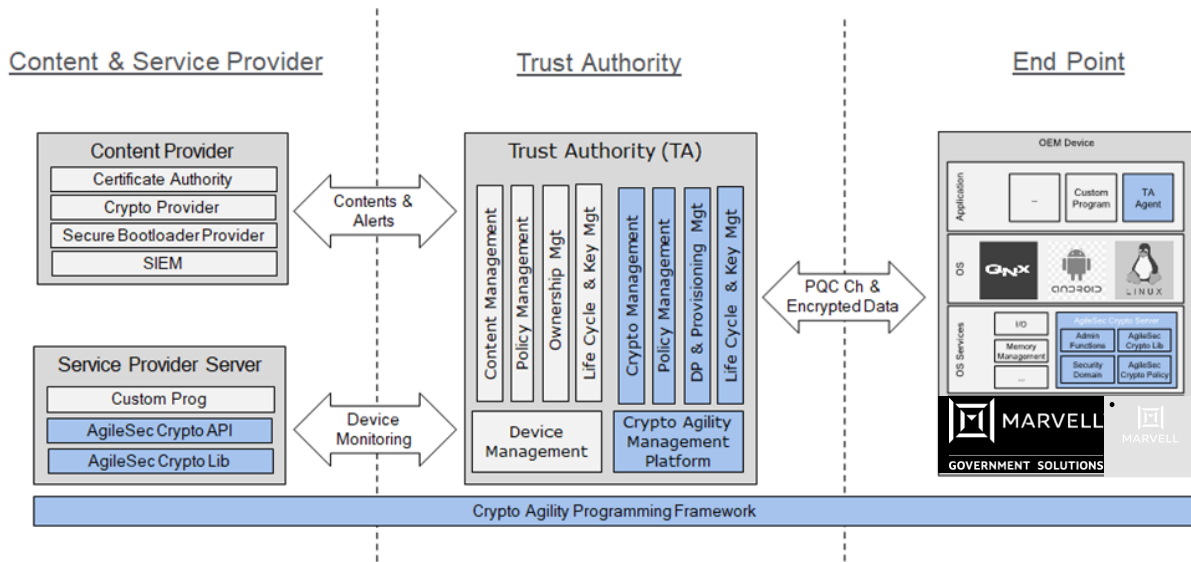 Content & Service Provider
Trust Authority
End Point
Content Provider
Certificate Authority
Crypto Provider
Secure Bootloader Provider
SIEM
Contents &
Alerts
Service Provider Server
Custom Prog
AgileSec Crypto API
AgileSec Crypto Lib
Device
Monitoring
Trust Authority (TA)
Content Management
Policy Management
Ownership Mgt
Life Cycle & Key Mgt
Crypto Management
Policy Management
DP & Provisioning Mgt
Life Cycle & Key Mgt
Device
Management
Crypto Agility
Management
Platform
PQC Ch &
Encrypted Data
OEM Device
Application
...
Custom
Program
TA
Agent
OS
QNX
ANDROID
LINUX
OS Services
I/O
Memory
Management
...
AgileSec Crypto Server
Admin
Functions
AgileSec
Crypto Lib
Security
Domain
AgileSec
Crypto Policy
MARVELL
GOVERNMENT SOLUTIONS
MARVELL
Crypto Agility Programming Framework